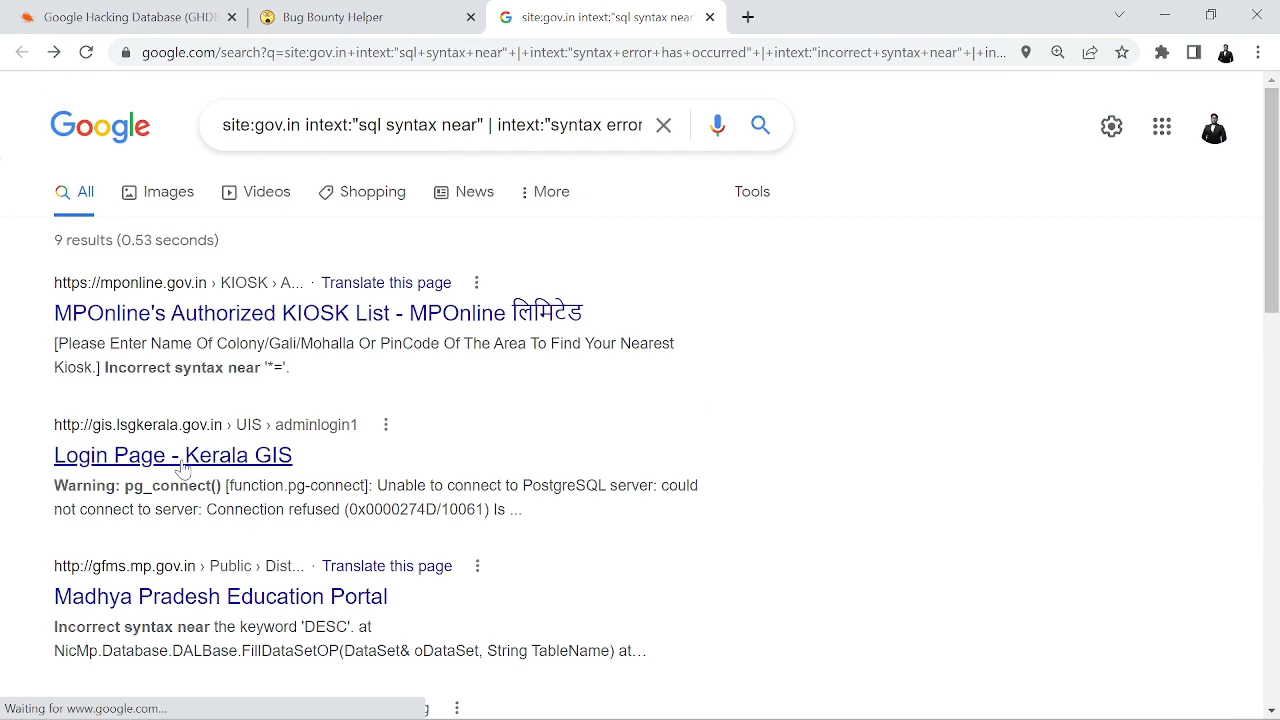 Google Hacking Database (GHDB
Bug Bounty Helper
site:gov.in intext:"sql syntax near"
google.com/search?q=site:gov.in+intext:"sql+syntax+near"+|+intext:"syntax+error+has+occurred"+|+intext:"incorrect+syntax+near"+|+in...
Google
site:gov.in intext:"sql syntax near" | intext:"syntax error
All
Images
Videos
Shopping
News
More
Tools
9 results (0.53 seconds)
https://mponline.gov.in › KIOSK › A... · Translate this page
MPOnline's Authorized KIOSK List - MPOnline लिमिटेड
[Please Enter Name Of Colony/Gali/Mohalla Or PinCode Of The Area To Find Your Nearest
Kiosk.] Incorrect syntax near '*='.
http://gis.lsgkerala.gov.in › UIS › adminlogin1
Login Page - Kerala GIS
Warning: pg_connect() [function.pg-connect]: Unable to connect to PostgreSQL server: could
not connect to server: Connection refused (0x0000274D/10061) Is ...
http://gfms.mp.gov.in › Public › Dist... · Translate this page
Madhya Pradesh Education Portal
Incorrect syntax near the keyword 'DESC'. at
NicMp.Database.DALBase.FillDataSetOP(DataSet& oDataSet, String TableName) at...
Waiting for www.google.com...